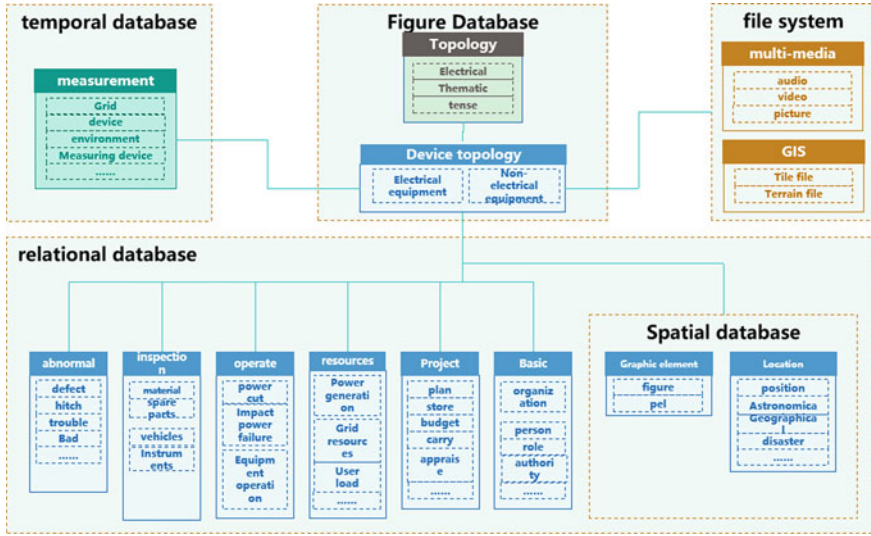 temporal database
measurement
Grid
device
environment
Measuring device
......
Figure Database
Topology
Electrical
Thematic
tense
Device topology
Electrical
equipment
Non-
electrical
equipment
file system
multi-media
audio
video
picture
GIS
Tile file
Terrain file
relational database
abnormal
defect
hitch
trouble
Bad
......
inspectio
n
material
spare
parts
vehicles
Instrum
ents
operate
power
cut
Impact
power
failure
Equip
ment
operati
on
resources
Power
generat
ion
Grid
resourc
es
User
load
......
Project
plan
store
budget
carry
apprais
e
......
Basic
organiz
ation
person
role
authori
ty
......
Spatial database
Graphic element
figure
pel
Location
position
Astronomica
Geographica
l
disaster
......